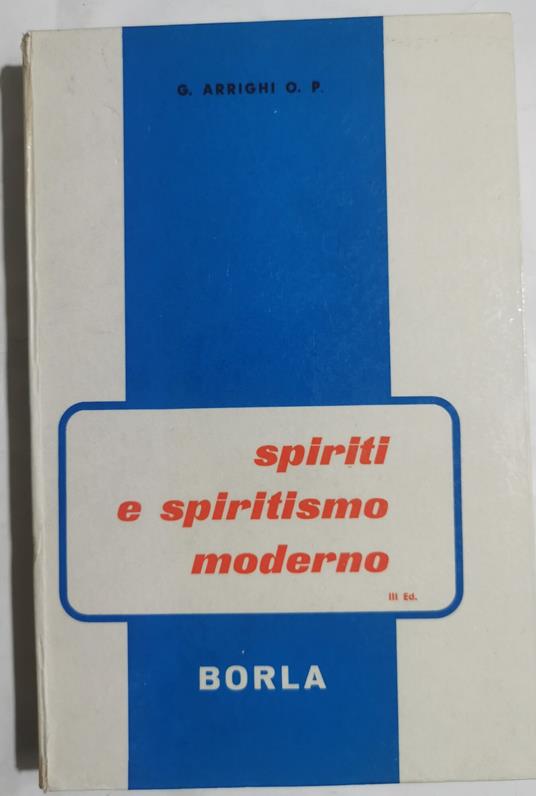 G. ARRIGHI O. P.
spiriti
e spiritismo
moderno
III Ed.
BORLA